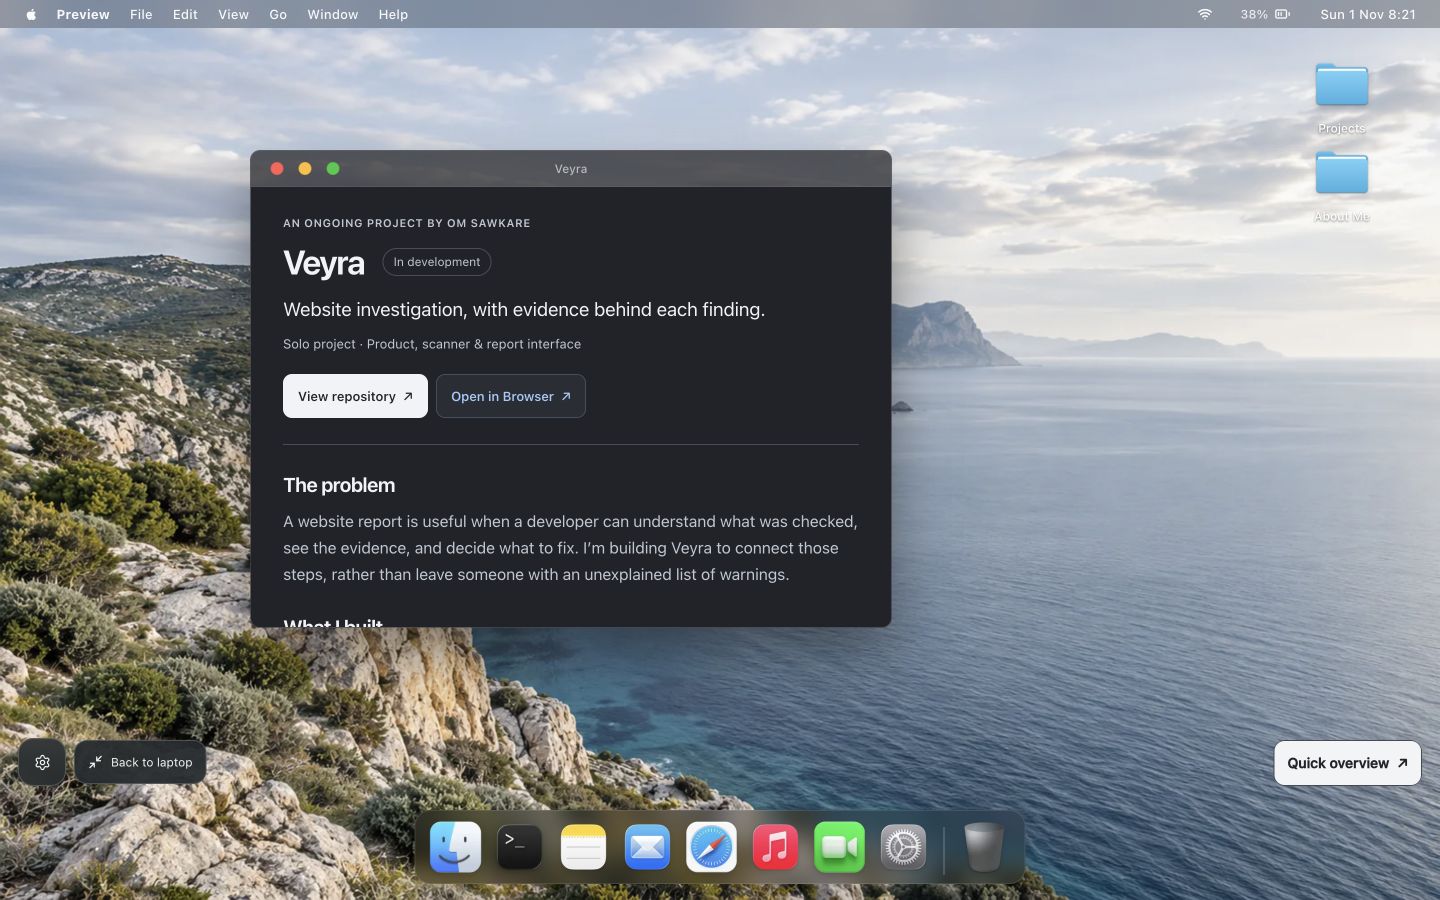 Preview File Edit View Go Window Help 38% Sun 1 Nov 8:21
Projects
About Me
Veyra
AN ONGOING PROJECT BY OM SAWKARE
Veyra In development
Website investigation, with evidence behind each finding.
Solo project · Product, scanner & report interface
View repository ↗ Open in Browser ↗
The problem
A website report is useful when a developer can understand what was checked,
see the evidence, and decide what to fix. I’m building Veyra to connect those
steps, rather than leave someone with an unexplained list of warnings.
What I built
Back to laptop
Quick overview ↗
>_